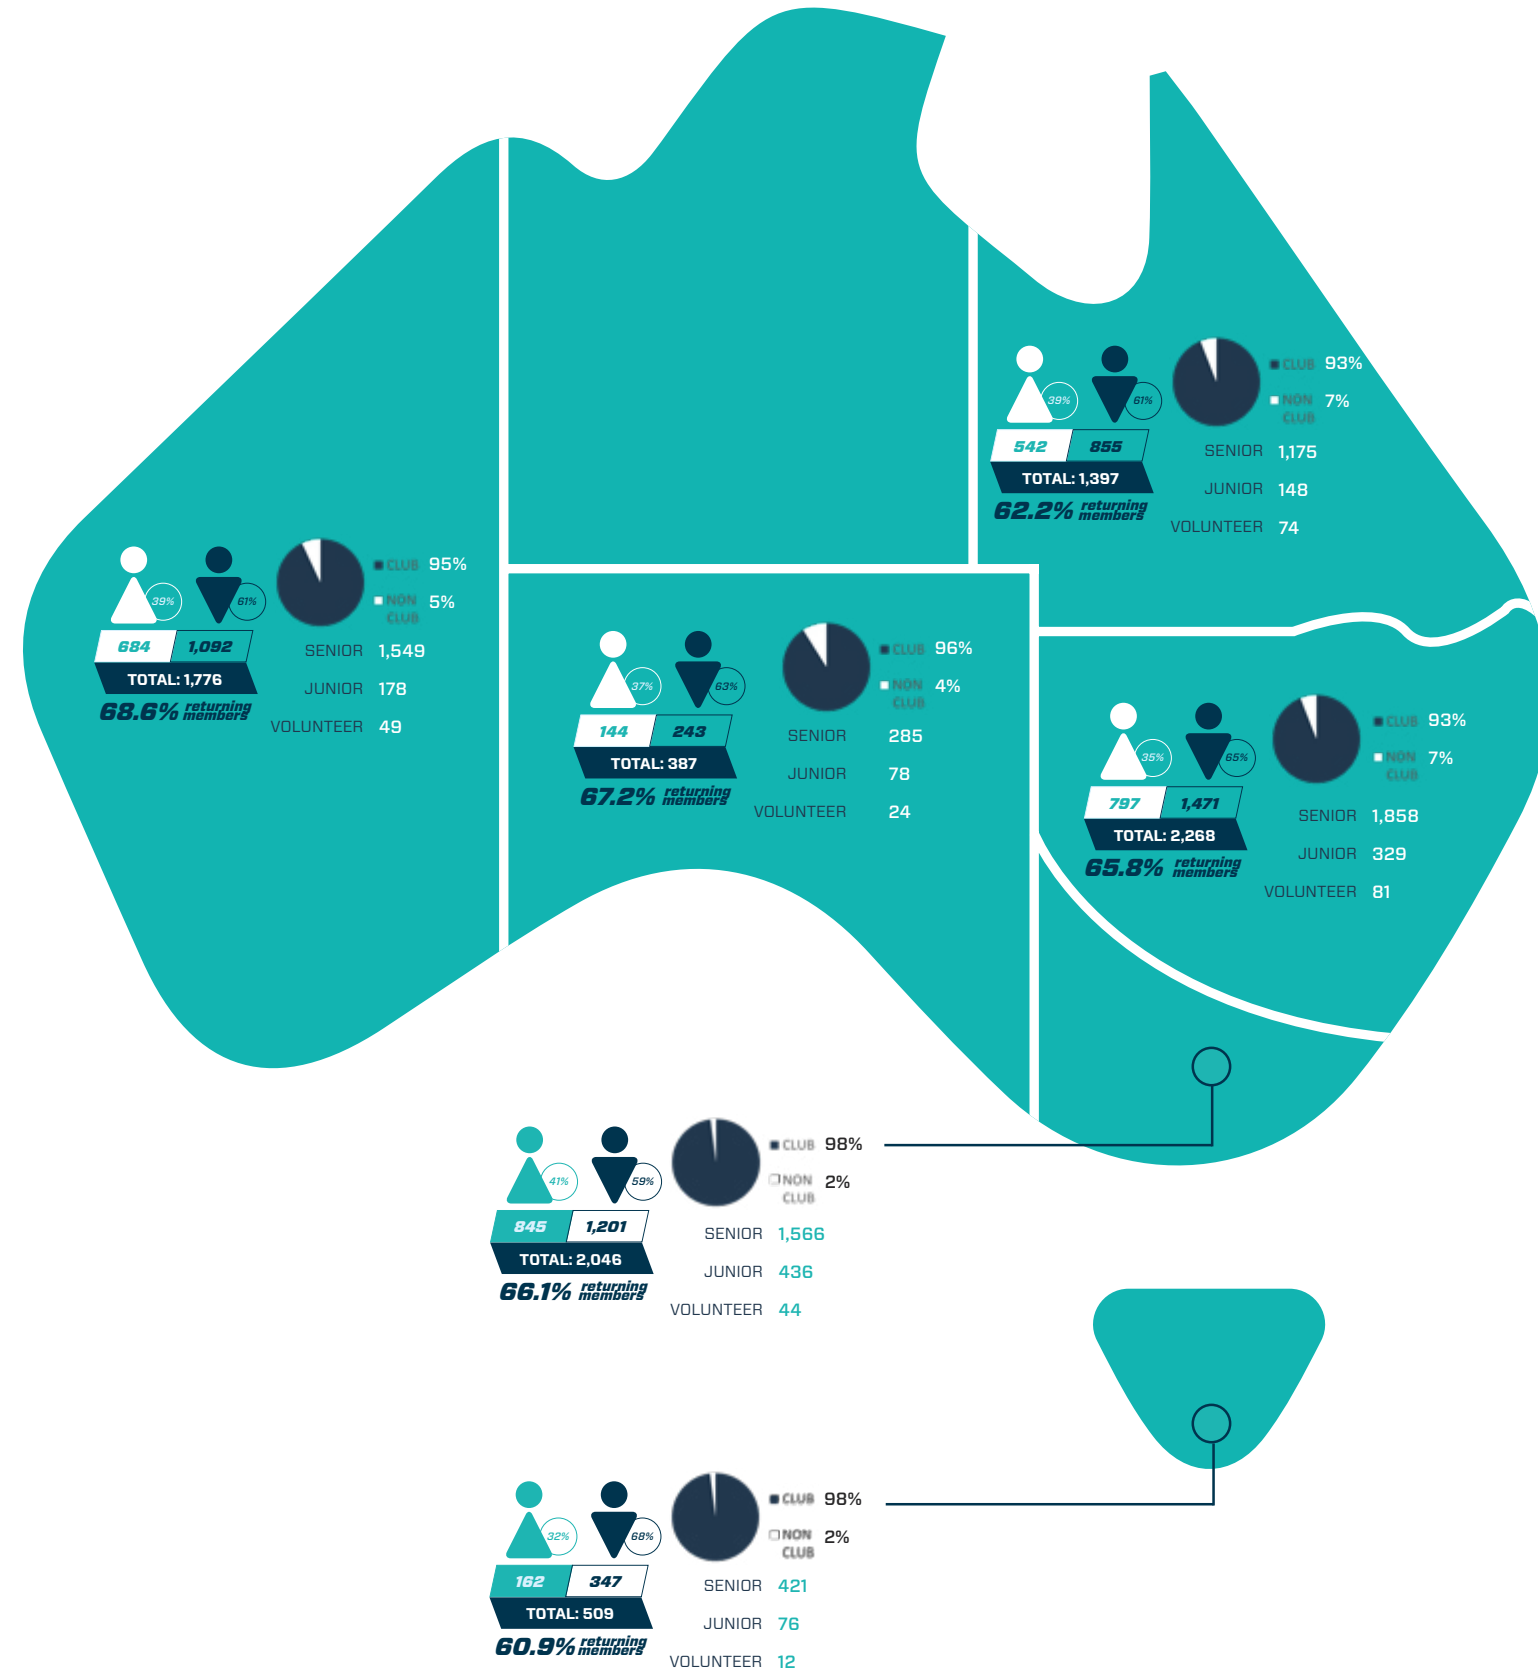 39%
61%
CLUB 93%
NON CLUB 7%
542 855
TOTAL: 1,397
62.2% returning members
SENIOR 1,175
JUNIOR 148
VOLUNTEER 74
39%
61%
CLUB 95%
NON CLUB 5%
684 1,092
TOTAL: 1,776
68.6% returning members
SENIOR 1,549
JUNIOR 178
VOLUNTEER 49
37%
63%
CLUB 96%
NON CLUB 4%
144 243
TOTAL: 387
67.2% returning members
SENIOR 285
JUNIOR 78
VOLUNTEER 24
35%
65%
CLUB 93%
NON CLUB 7%
797 1,471
TOTAL: 2,268
65.8% returning members
SENIOR 1,858
JUNIOR 329
VOLUNTEER 81
41%
59%
CLUB 98%
NON CLUB 2%
845 1,201
TOTAL: 2,046
66.1% returning members
SENIOR 1,566
JUNIOR 436
VOLUNTEER 44
32%
68%
CLUB 98%
NON CLUB 2%
162 347
TOTAL: 509
60.9% returning members
SENIOR 421
JUNIOR 76
VOLUNTEER 12